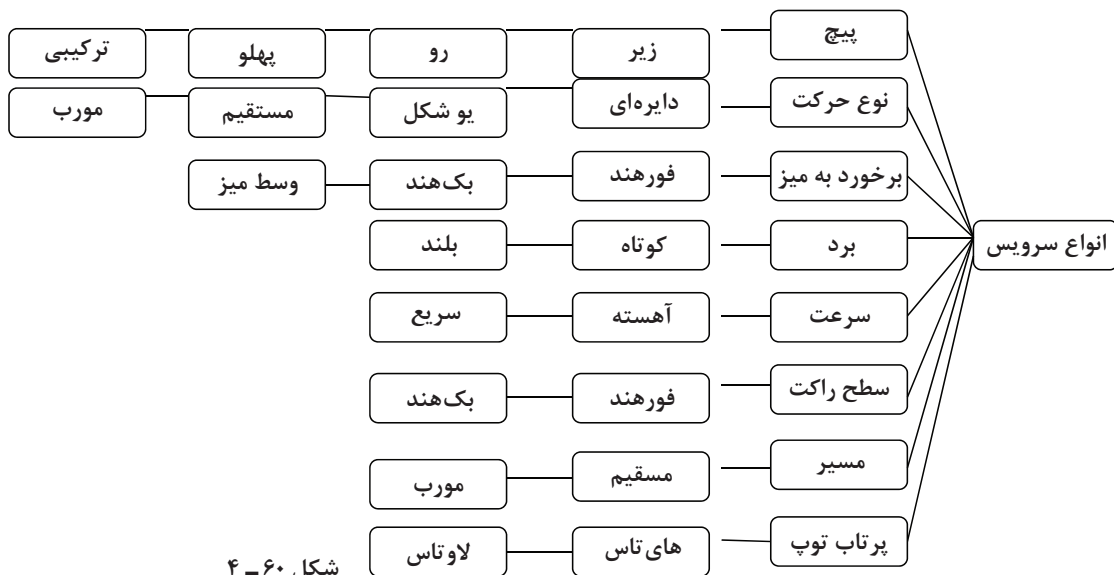 پیچ زیر رو پهلو ترکیبی
نوع حرکت دایره‌ای یو شکل مستقیم مورب
برخورد به میز فورهند بک‌هند وسط میز
انواع سرویس
برد کوتاه بلند
سرعت آهسته سریع
سطح راکت فورهند بک‌هند
مسیر مسقیم مورب
پرتاب توپ های‌تاس لاوتاس
شکل ۶۰ ـ ۴